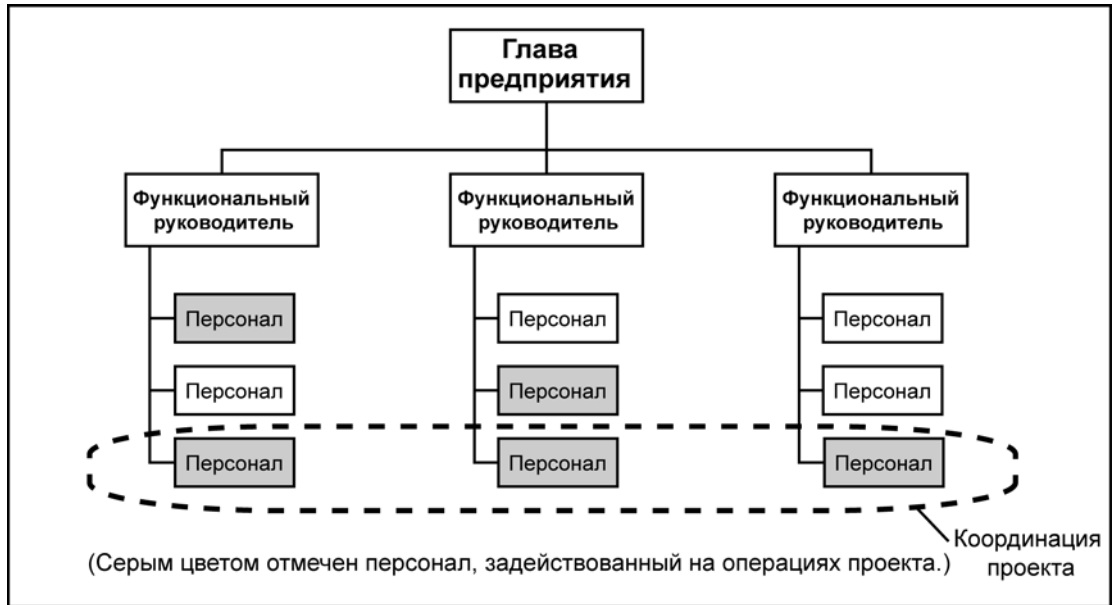 Глава
предприятия
Функциональный
руководитель
Функциональный
руководитель
Функциональный
руководитель
Персонал
Персонал
Персонал
Персонал
Персонал
Персонал
Персонал
Персонал
Персонал
Координация
проекта
(Серым цветом отмечен персонал, задействованный на операциях проекта.)